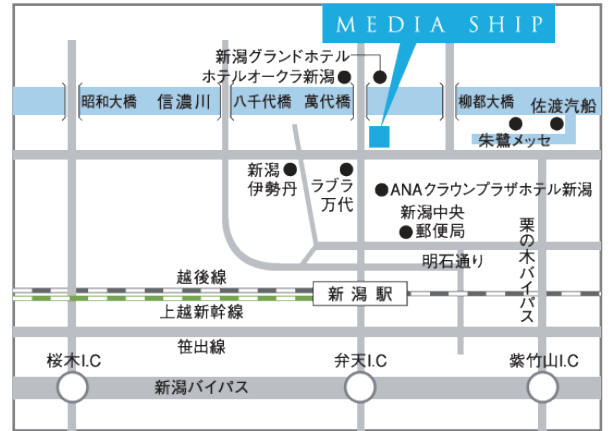 MEDIA SHIP
新潟グランドホテル
ホテルオークラ新潟
昭和大橋
信濃川
八千代橋
萬代橋
柳都大橋
佐渡汽船
朱鷺メッセ
新潟
伊勢丹
ラブラ
万代
ANAクラウンプラザホテル新潟
新潟中央
郵便局
明石通り
栗の木バイパス
越後線
新潟駅
上越新幹線
笹出線
桜木I.C
弁天I.C
紫竹山I.C
新潟バイパス